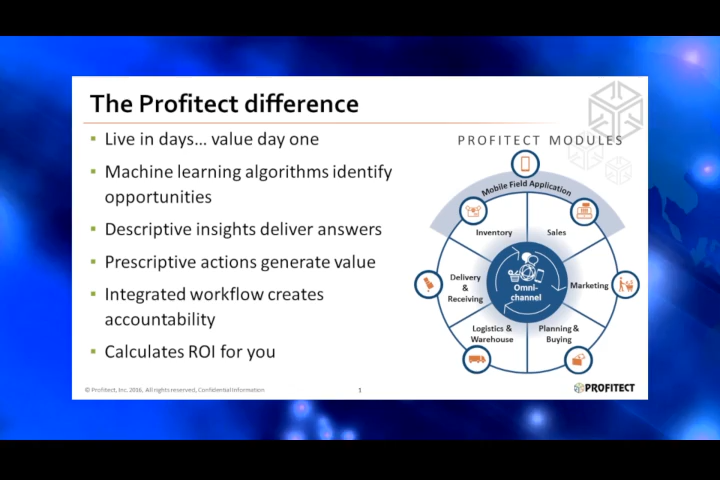 The Profitect difference
Live in days... value day one
Machine learning algorithms identify
opportunities
Descriptive insights deliver answers
Prescriptive actions generate value
Integrated workflow creates
accountability
Calculates ROI for you
PROFITECT MODULES
Mobile Field Application
Inventory
Sales
Delivery
&
Receiving
Omni-
channel
Marketing
Logistics &
Warehouse
Planning &
Buying
© Profitect, Inc. 2016. All rights reserved, Confidential Information
1
PROFITECT